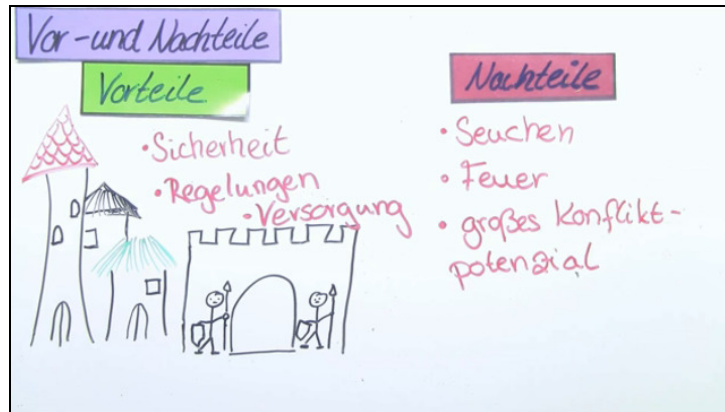 Vor-und Nachteile
Vorteile
• Sicherheit
• Regelungen
• Versorgung
Nachteile
• Seuchen
• Feuer
• großes Konflikt-
potenzial